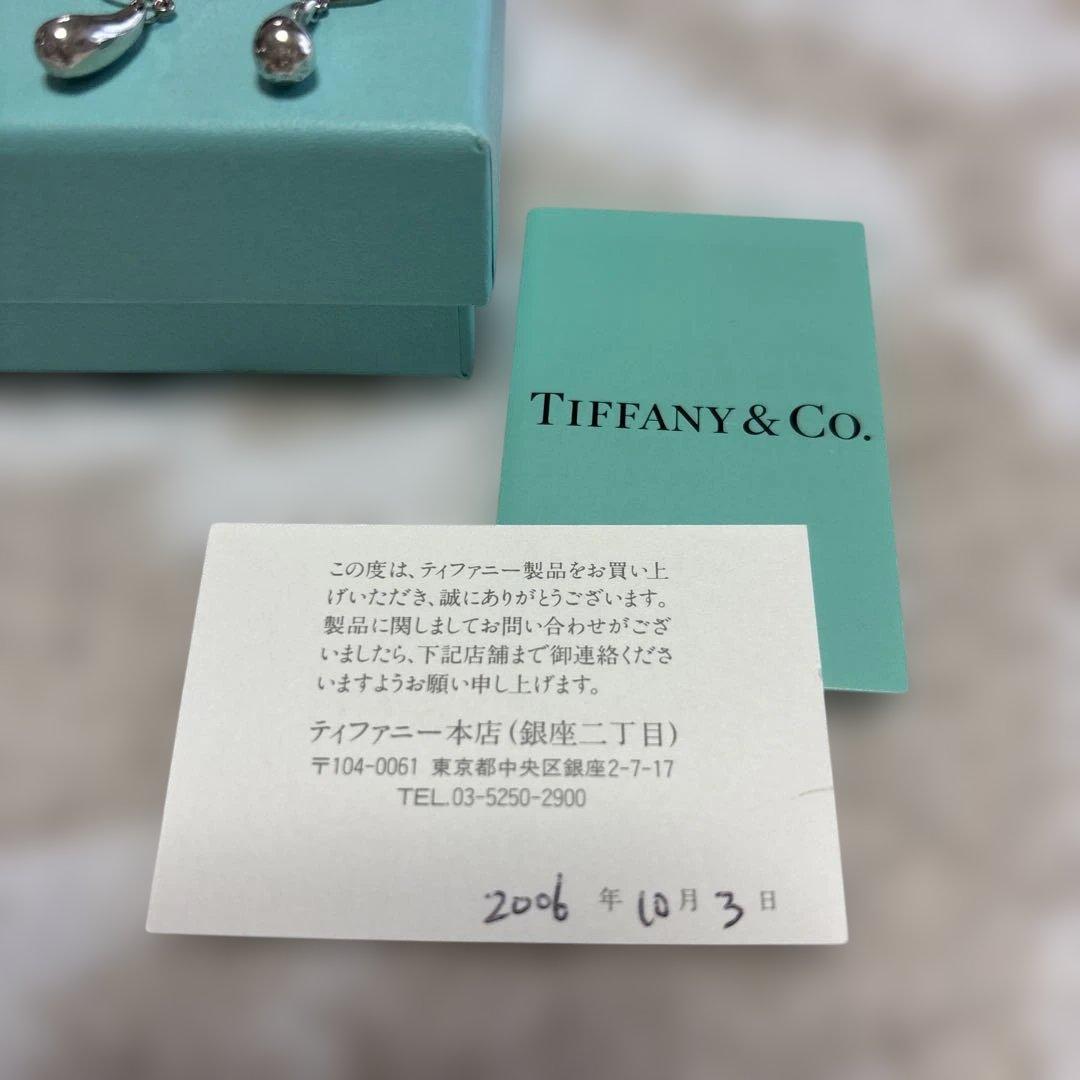 TIFFANY & CO.
この度は、ティファニー製品をお買い上
げいただき、誠にありがとうございます。
製品に関しましてお問い合わせがござ
いましたら、下記店舗まで御連絡くださ
いますようお願い申し上げます。
ティファニー本店(銀座二丁目)
〒104-0061 東京都中央区銀座2-7-17
TEL.03-5250-2900
2006 年 10 月 3 日